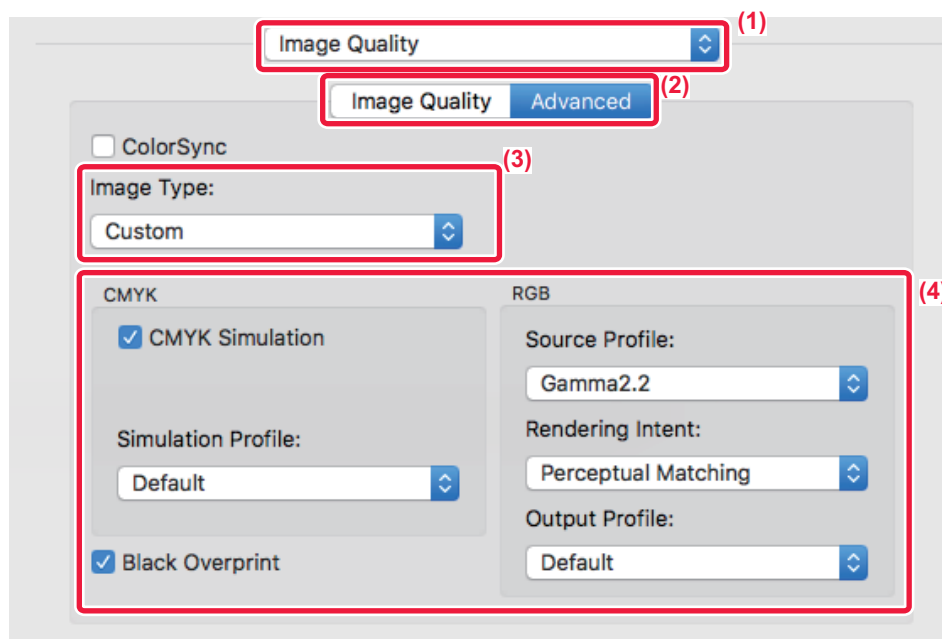 Image Quality
(1)
Image Quality Advanced
(2)
ColorSync
(3)
Image Type:
Custom
(4)
CMYK
CMYK Simulation
Simulation Profile:
Default
Black Overprint
RGB
Source Profile:
Gamma2.2
Rendering Intent:
Perceptual Matching
Output Profile:
Default